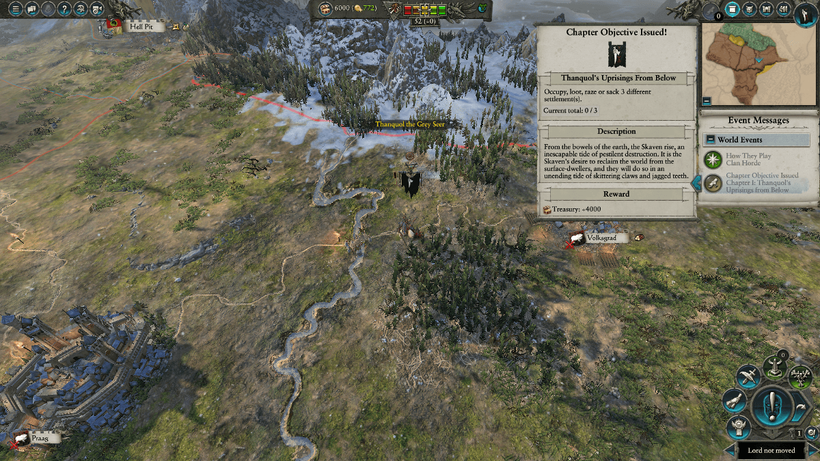 Hell Pit
6000 ( 772)
52 (+0)
0
Chapter Objective Issued!
Thanquol's Uprisings From Below
Occupy, loot, raze or sack 3 different
settlement(s).
Current total: 0 / 3
Description
From the bowels of the earth, the Skaven rise, an
inescapable tide of pestilent destruction. It is the
Skaven's desire to reclaim the world from the
surface-dwellers, and they will do so in an
unending tide of skittering claws and jagged teeth.
Reward
Treasury: +4000
Event Messages
World Events
How They Play
Clan Horde
Chapter Objective Issued
Chapter I: Thanquol's
Uprisings from Below
Thanquol the Grey Seer
Volksgrad
Praag
0
1
Lord not moved